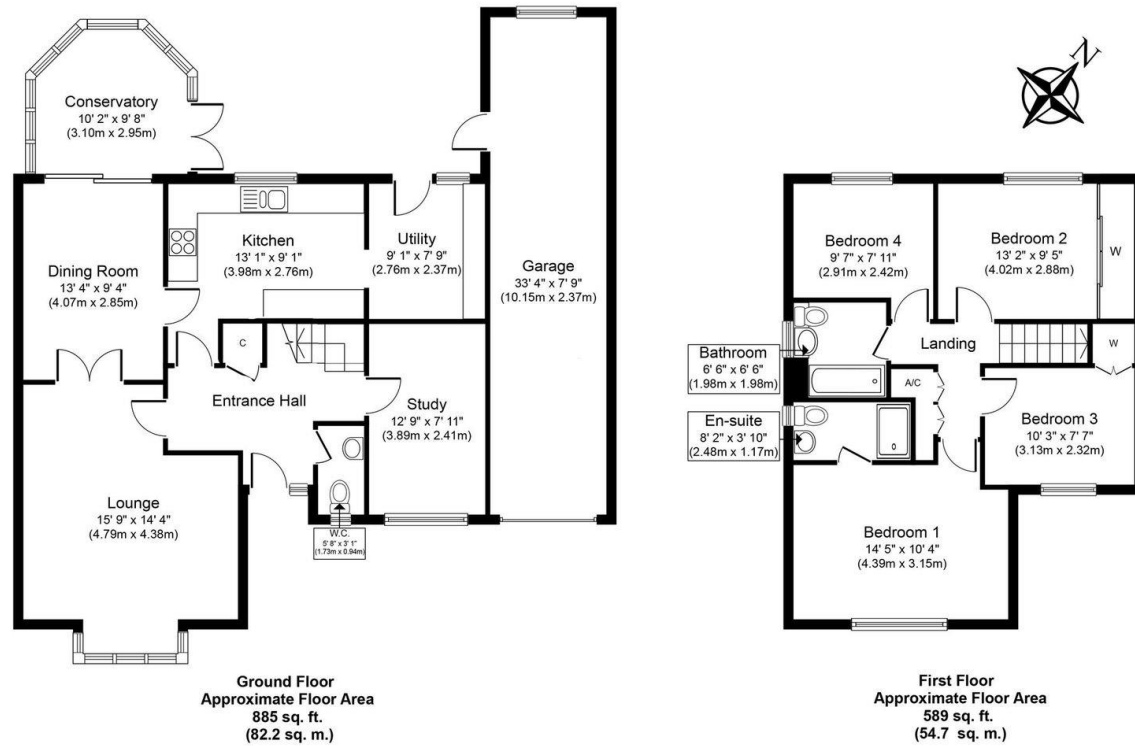 Conservatory
10' 2" x 9' 8"
(3.10m x 2.95m)
Kitchen
13' 1" x 9' 1"
(3.98m x 2.76m)
Utility
9' 1" x 7' 9"
(2.76m x 2.37m)
Dining Room
13' 4" x 9' 4"
(4.07m x 2.85m)
Garage
33' 4" x 7' 9"
(10.15m x 2.37m)
C
Entrance Hall
Study
12' 9" x 7' 11"
(3.89m x 2.41m)
Lounge
15' 9" x 14' 4"
(4.79m x 4.38m)
W.C.
5' 8" x 3' 1"
(1.73m x 0.94m)
Ground Floor
Approximate Floor Area
885 sq. ft.
(82.2 sq. m.)
N
Bedroom 4
9' 7" x 7' 11"
(2.91m x 2.42m)
Bedroom 2
13' 2" x 9' 5"
(4.02m x 2.88m)
W
Landing
W
Bathroom
6' 6" x 6' 6"
(1.98m x 1.98m)
A/C
En-suite
8' 2" x 3' 10"
(2.48m x 1.17m)
Bedroom 3
10' 3" x 7' 7"
(3.13m x 2.32m)
Bedroom 1
14' 5" x 10' 4"
(4.39m x 3.15m)
First Floor
Approximate Floor Area
589 sq. ft.
(54.7 sq. m.)